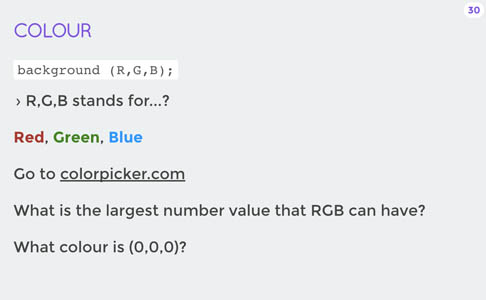 30
COLOUR
background (R,G,B);
› R,G,B stands for...?
Red, Green, Blue
Go to colorpicker.com
What is the largest number value that RGB can have?
What colour is (0,0,0)?